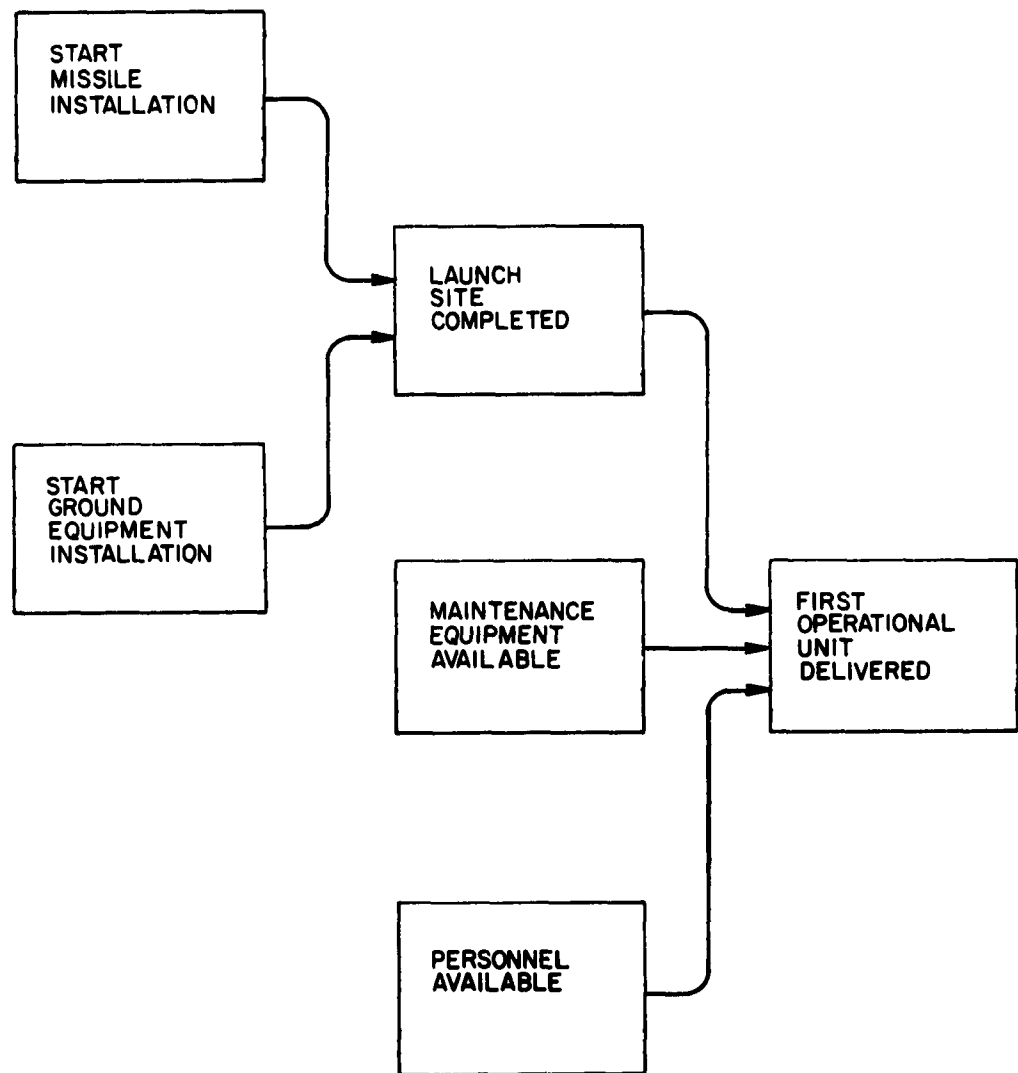 START
MISSILE
INSTALLATION
LAUNCH
SITE
COMPLETED
START
GROUND
EQUIPMENT
INSTALLATION
MAINTENANCE
EQUIPMENT
AVAILABLE
FIRST
OPERATIONAL
UNIT
DELIVERED
PERSONNEL
AVAILABLE